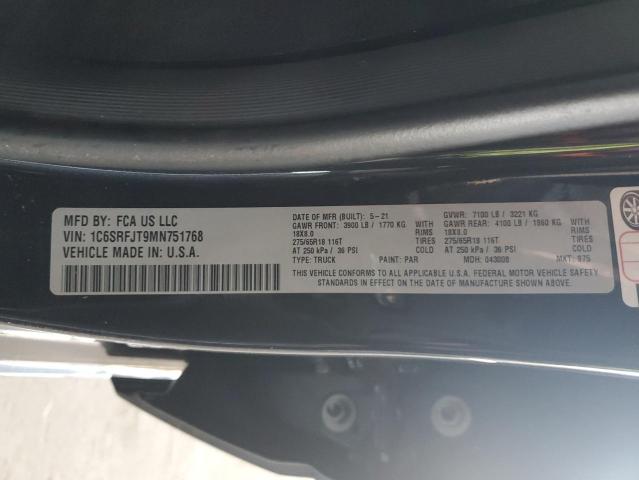 MFD BY: FCA US LLC
VIN: 1C6SRFJT9MN751768
VEHICLE MADE IN: U.S.A.
DATE OF MFR (BUILT): 5-21 GVWR: 7100 LB / 3221 KG
GAWR FRONT: 3900 LB / 1770 KG GAWR REAR: 4100 LB / 1860 KG
18X8.0 RIMS 18X8.0 RIMS
275/65R18 116T TIRES 275/65R18 116T TIRES
AT 250 kPa / 36 PSI COLD AT 250 kPa / 36 PSI COLD
TYPE: TRUCK PAINT: PAR MDH: 043008 MKT: 875
THIS VEHICLE CONFORMS TO ALL APPLICABLE U.S.A. FEDERAL MOTOR VEHICLE SAFETY
STANDARDS IN EFFECT ON THE DATE OF MANUFACTURE SHOWN ABOVE.